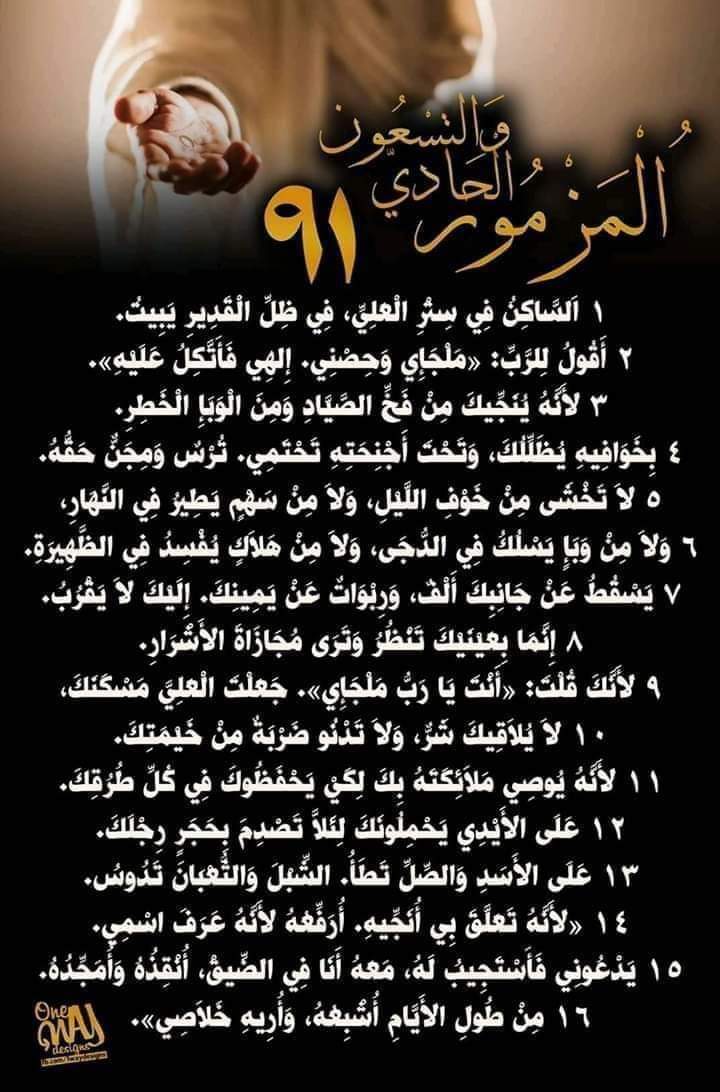 اُلْمَزْمُور
الْحَادِيّ
وَالتِسْعُون
٩١
١ اَلسَّاكِنُ فِي سِتْرِ الْعَلِيِّ، فِي ظِلِّ الْقَدِيرِ يَبِيتُ.
٢ أَقُولُ لِلرَّبِّ: «مَلْجَإِي وَحِصْنِي. إِلهِي فَأَتَّكِلُ عَلَيْهِ».
٣ لأَنَّهُ يُنَجِّيكَ مِنْ فَخِّ الصَّيَّادِ وَمِنَ الْوَبَإِ الْخَطِرِ.
٤ بِخَوَافِيهِ يُظَلِّلُكَ، وَتَحْتَ أَجْنِحَتِهِ تَحْتَمِي. تُرْسٌ وَمِجَنٌّ حَقُّهُ.
٥ لاَ تَخْشَى مِنْ خَوْفِ اللَّيْلِ، وَلاَ مِنْ سَهْمٍ يَطِيرُ فِي النَّهَارِ،
٦ وَلاَ مِنْ وَبَإٍ يَسْلُكُ فِي الدُّجَى، وَلاَ مِنْ هَلاَكٍ يُفْسِدُ فِي الظَّهِيرَةِ.
٧ يَسْقُطُ عَنْ جَانِبِكَ أَلْفٌ، وَرِبْوَاتٌ عَنْ يَمِينِكَ. إِلَيْكَ لاَ يَقْرُبُ.
٨ إِنَّمَا بِعَيْنَيْكَ تَنْظُرُ وَتَرَى مُجَازَاةَ الأَشْرَارِ.
٩ لأَنَّكَ قُلْتَ: «أَنْتَ يَا رَبُّ مَلْجَإِي». جَعَلْتَ الْعَلِيَّ مَسْكَنَكَ،
١٠ لاَ يُلاَقِيكَ شَرٌّ، وَلاَ تَدْنُو ضَرْبَةٌ مِنْ خَيْمَتِكَ.
١١ لأَنَّهُ يُوصِي مَلاَئِكَتَهُ بِكَ لِكَيْ يَحْفَظُوكَ فِي كُلِّ طُرُقِكَ.
١٢ عَلَى الأَيْدِي يَحْمِلُونَكَ لِئَلاَّ تَصْدِمَ بِحَجَرٍ رِجْلَكَ.
١٣ عَلَى الأَسَدِ وَالصِّلِّ تَطَأُ. الشِّبْلَ وَالثُّعْبَانَ تَدُوسُ.
١٤ «لأَنَّهُ تَعَلَّقَ بِي أُنَجِّيهِ. أُرَفِّعُهُ لأَنَّهُ عَرَفَ اسْمِي.
١٥ يَدْعُونِي فَأَسْتَجِيبُ لَهُ، مَعَهُ أَنَا فِي الضِّيقْ، أُنْقِذُهُ وَأُمَجِّدُهُ.
١٦ مِنْ طُولِ الأَيَّامِ أُشْبِعُهُ، وَأُرِيهِ خَلاَصِي».
One
WAY
designs